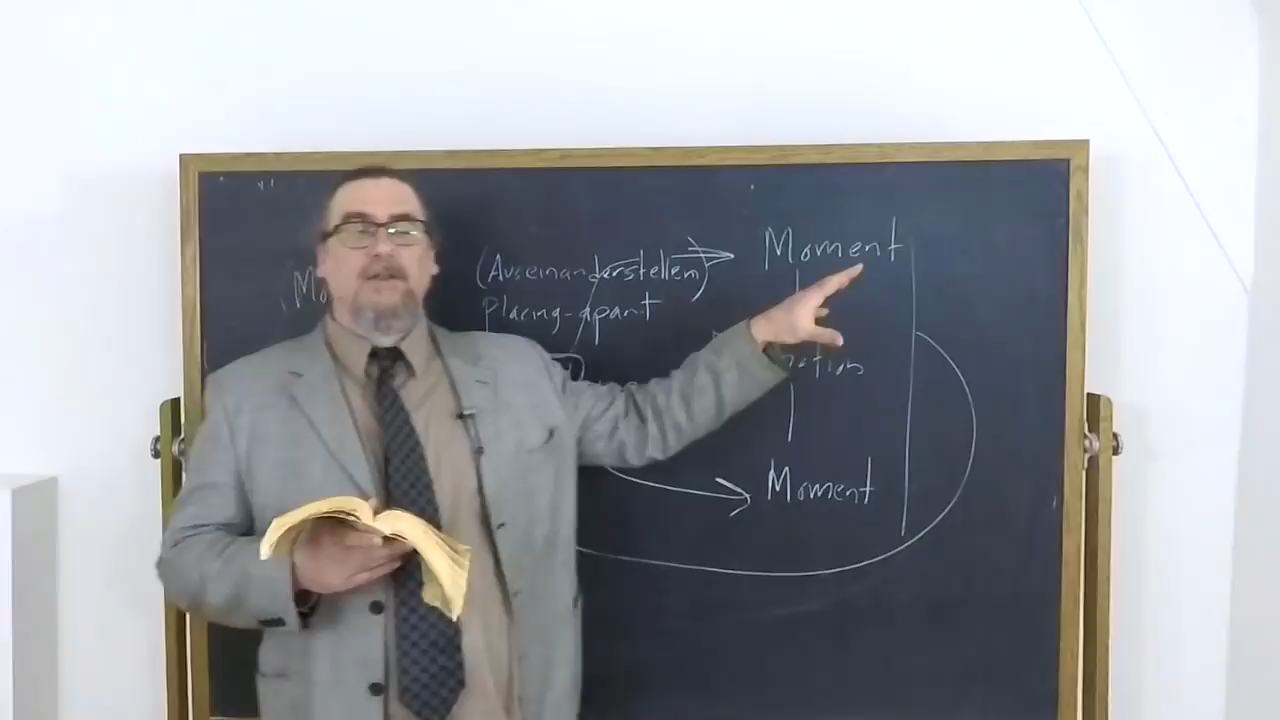 Moment
(Auseinanderstellen)
placing-apart
Moment